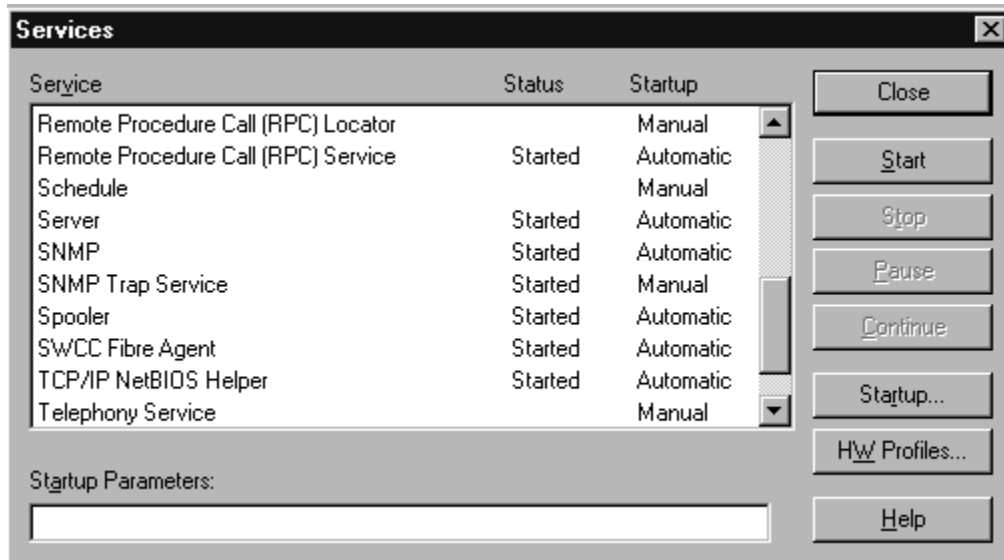 Services
Service Status Startup
Remote Procedure Call (RPC) Locator Manual
Remote Procedure Call (RPC) Service Started Automatic
Schedule Manual
Server Started Automatic
SNMP Started Automatic
SNMP Trap Service Started Manual
Spooler Started Automatic
SWCC Fibre Agent Started Automatic
TCP/IP NetBIOS Helper Started Automatic
Telephony Service Manual
Startup Parameters:
Close
Start
Stop
Pause
Continue
Startup...
HW Profiles...
Help